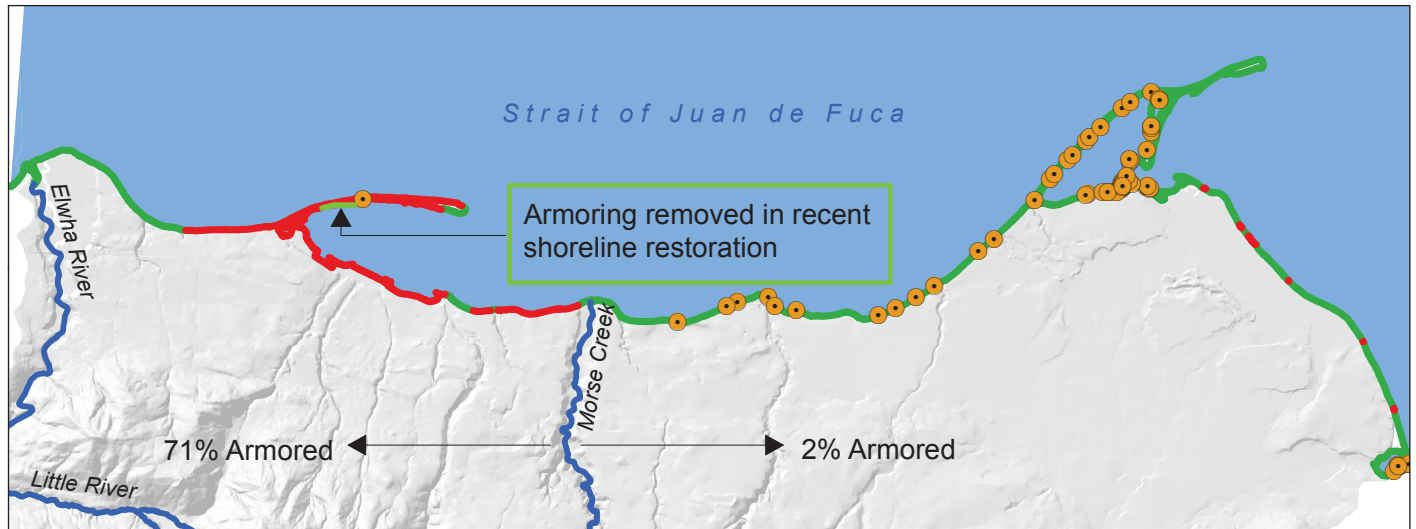 Strait of Juan de Fuca
Elwha River
Armoring removed in recent
shoreline restoration
Morse Creek
71% Armored
2% Armored
Little River